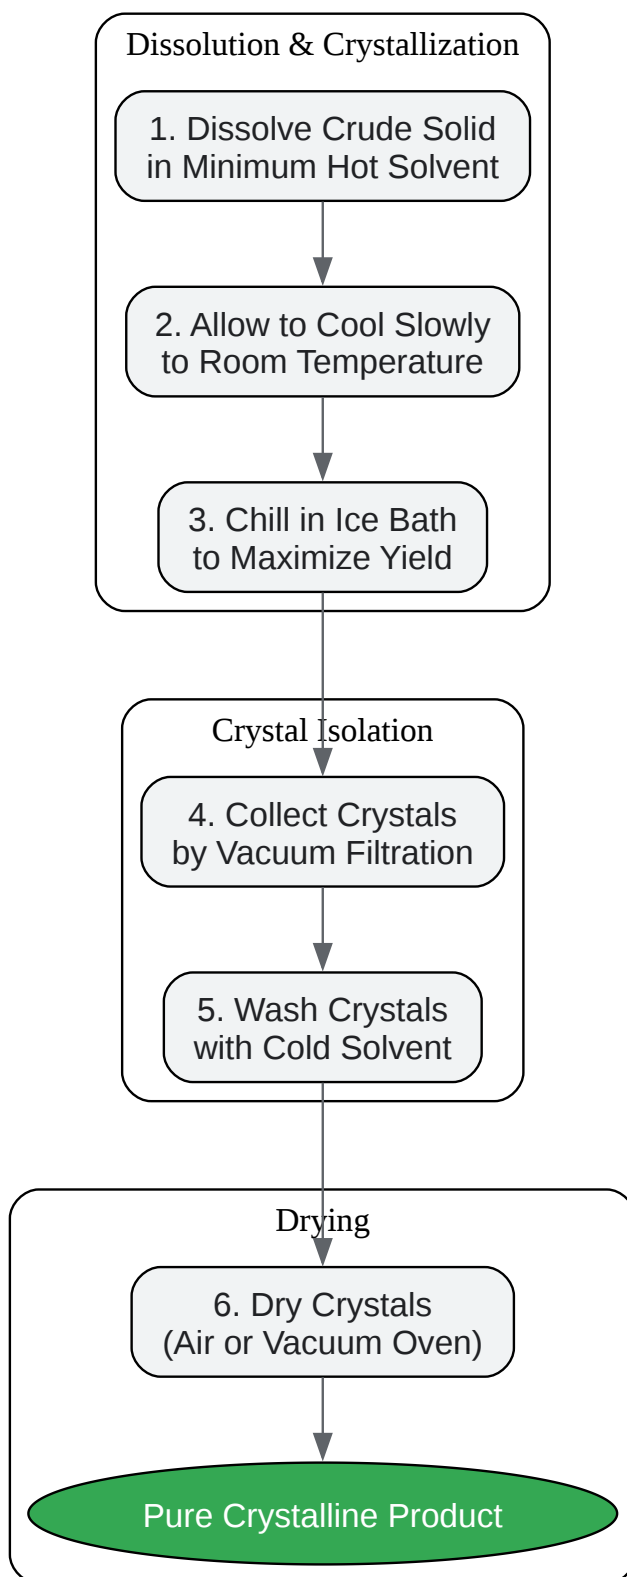 Dissolution & Crystallization
1. Dissolve Crude Solid
in Minimum Hot Solvent
2. Allow to Cool Slowly
to Room Temperature
3. Chill in Ice Bath
to Maximize Yield
Crystal Isolation
4. Collect Crystals
by Vacuum Filtration
5. Wash Crystals
with Cold Solvent
Drying
6. Dry Crystals
(Air or Vacuum Oven)
Pure Crystalline Product